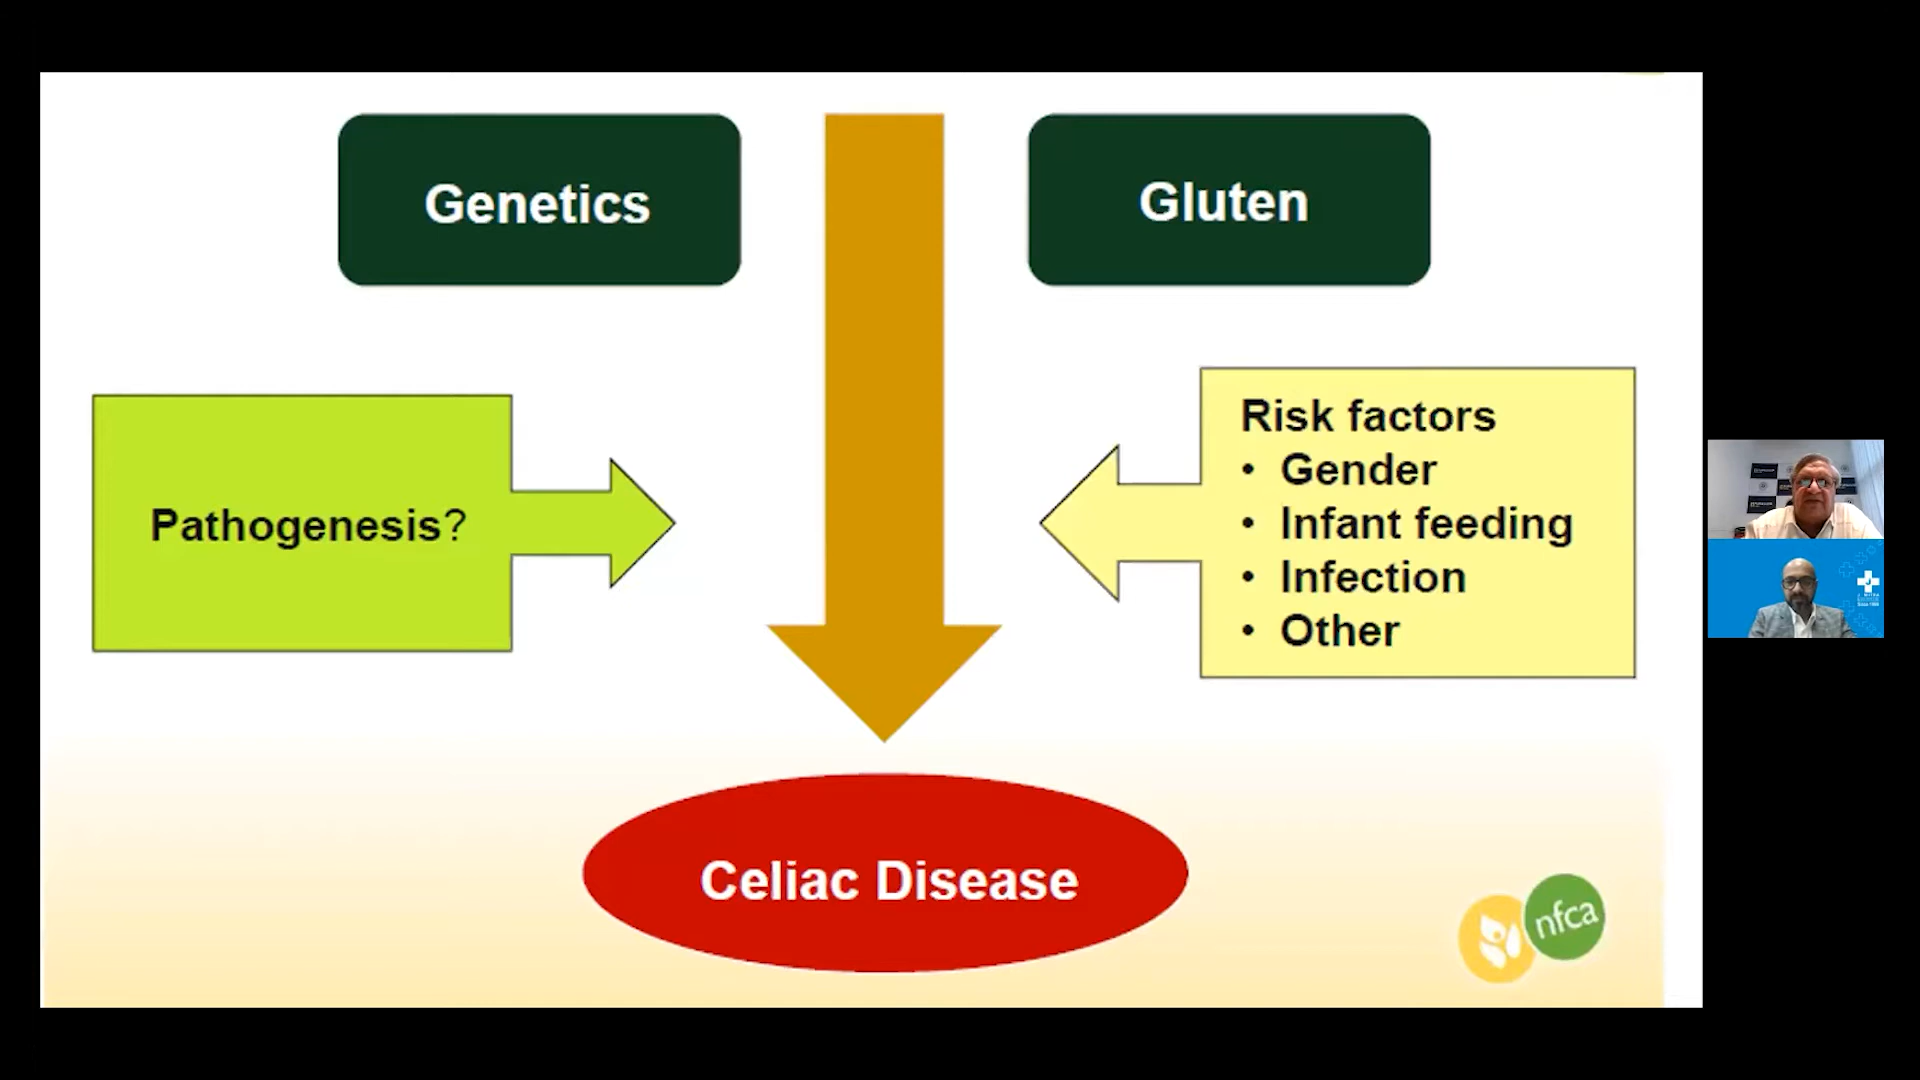 Genetics
Gluten
Pathogenesis?
Risk factors
• Gender
• Infant feeding
• Infection
• Other
Celiac Disease
nfca